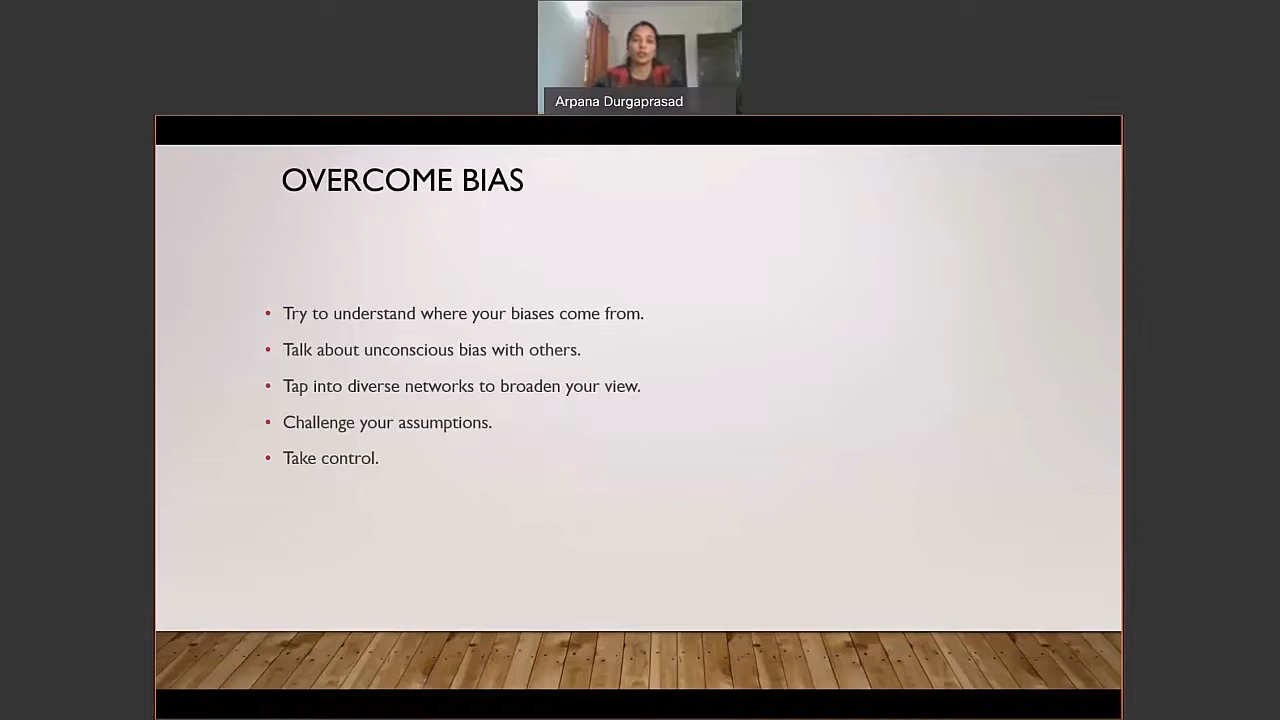 Arpana Durgaprasad
OVERCOME BIAS
• Try to understand where your biases come from.
• Talk about unconscious bias with others.
• Tap into diverse networks to broaden your view.
• Challenge your assumptions.
• Take control.